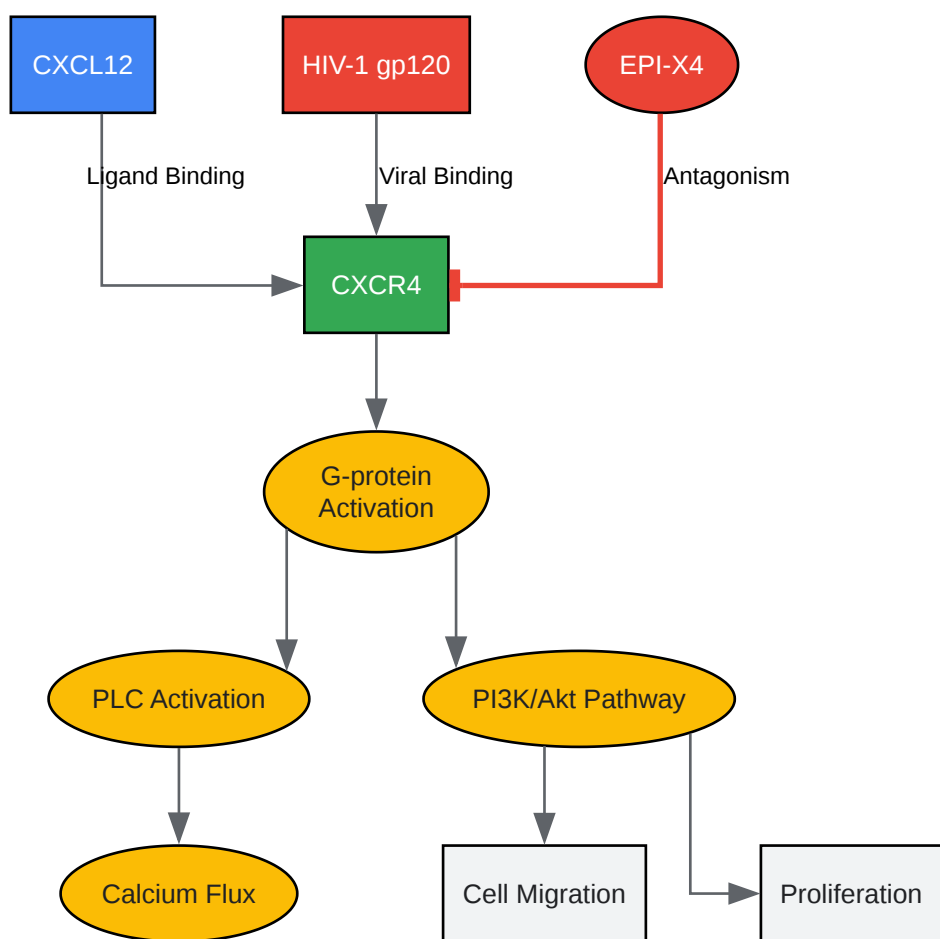 CXCL12
HIV-1 gp120
EPI-X4
Ligand Binding
Viral Binding
Antagonism
CXCR4
G-protein
Activation
PLC Activation
PI3K/Akt Pathway
Calcium Flux
Cell Migration
Proliferation